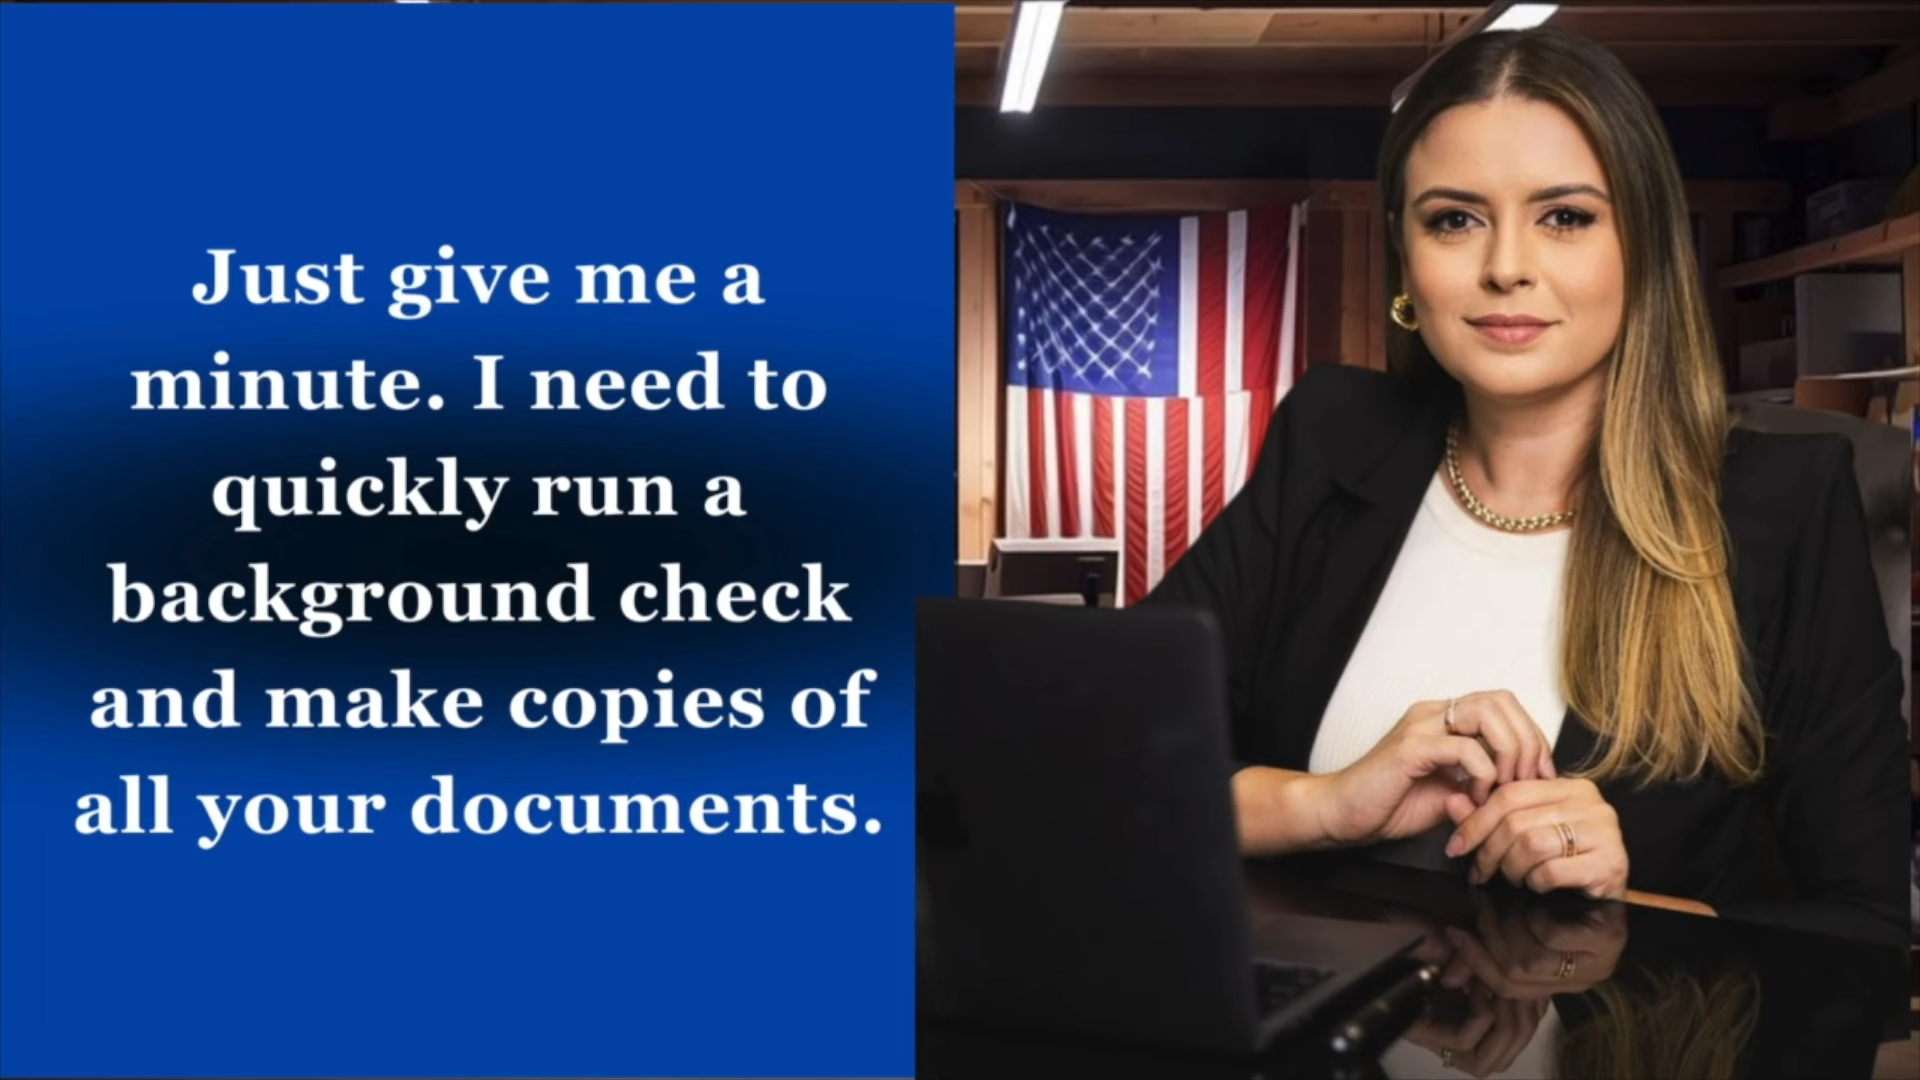 Just give me a
minute. I need to
quickly run a
background check
and make copies of
all your documents.